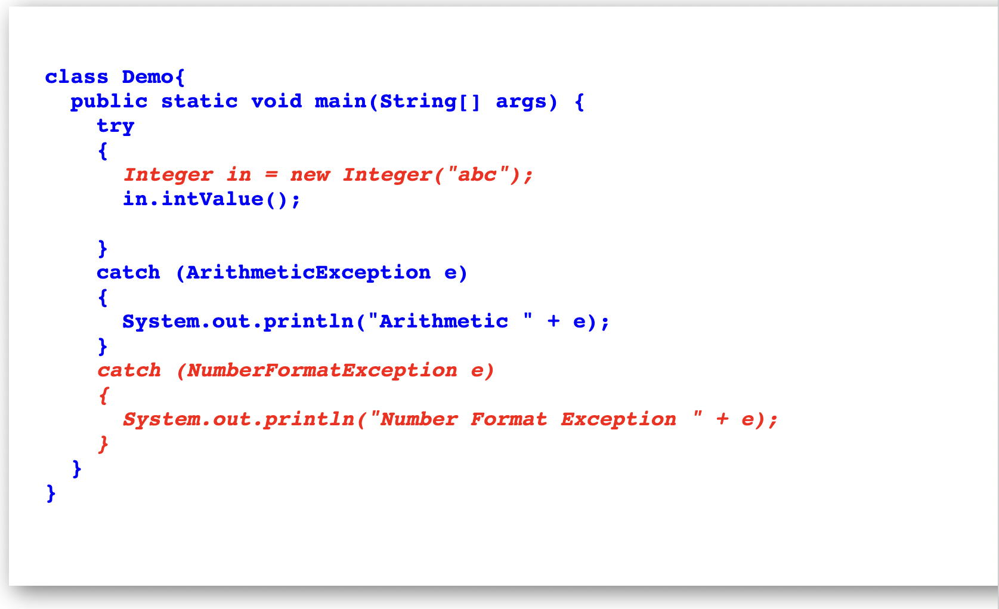 class Demo{
public static void main(String[] args) {
try
{
Integer in = new Integer("abc");
in.intValue();
}
catch (ArithmeticException e)
{
System.out.println("Arithmetic " + e);
}
catch (NumberFormatException e)
{
System.out.println("Number Format Exception " + e);
}
}
}